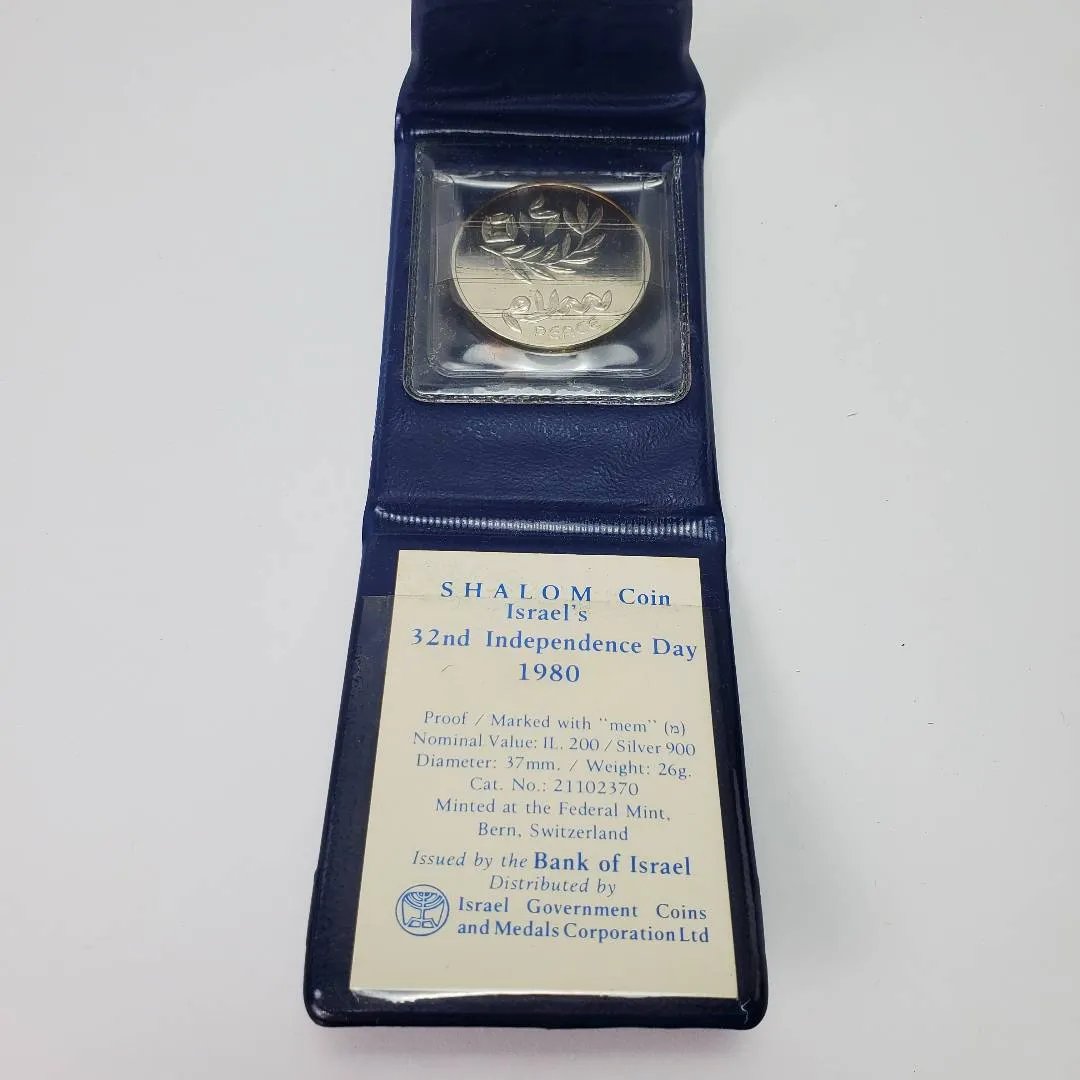 שלום
PEACE
SHALOM Coin
Israel's
32nd Independence Day
1980
Proof / Marked with "mem" (מ)
Nominal Value: IL. 200 / Silver 900
Diameter: 37mm. / Weight: 26g.
Cat. No.: 21102370
Minted at the Federal Mint,
Bern, Switzerland
Issued by the Bank of Israel
Distributed by
Israel Government Coins
and Medals Corporation Ltd